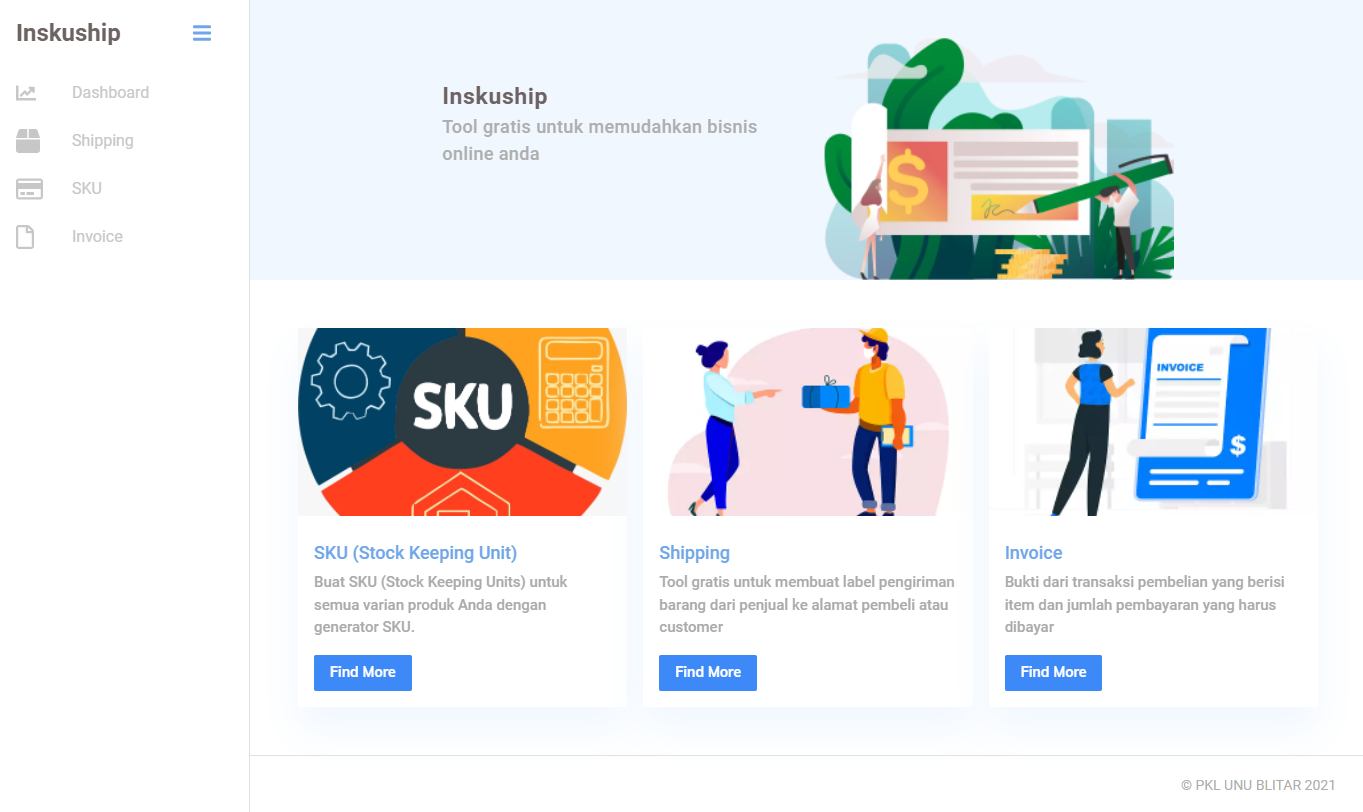 Inskuship
Dashboard
Shipping
SKU
Invoice
Inskuship
Tool gratis untuk memudahkan bisnis
online anda
$
SKU
INVOICE
$
SKU (Stock Keeping Unit)
Buat SKU (Stock Keeping Units) untuk
semua varian produk Anda dengan
generator SKU.
Find More
Shipping
Tool gratis untuk membuat label pengiriman
barang dari penjual ke alamat pembeli atau
customer
Find More
Invoice
Bukti dari transaksi pembelian yang berisi
item dan jumlah pembayaran yang harus
dibayar
Find More
© PKL UNU BLITAR 2021